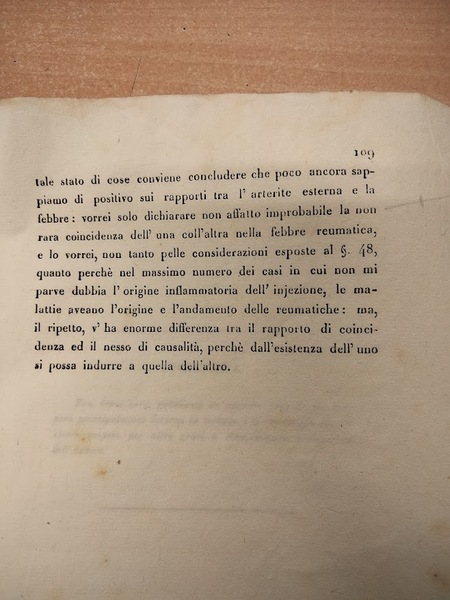 109
tale stato di cose conviene concludere che poco ancora sap-
piamo di positivo sui rapporti tra l' arterite esterna e la
febbre : vorrei solo dichiarare non affatto improbabile la non
rara coincidenza dell' una coll'altra nella febbre reumatica,
e lo vorrei, non tanto pelle considerazioni esposte al §. 48,
quanto perchè nel massimo numero dei casi in cui non mi
parve dubbia l' origine inflammatoria dell' injezione, le ma-
lattie aveano l'origine e l'andamento delle reumatiche : ma,
il ripetto, v' ha enorme differenza tra il rapporto di coinci-
denza ed il nesso di causalità, perchè dall'esistenza dell' uno
si possa indurre a quella dell'altro.